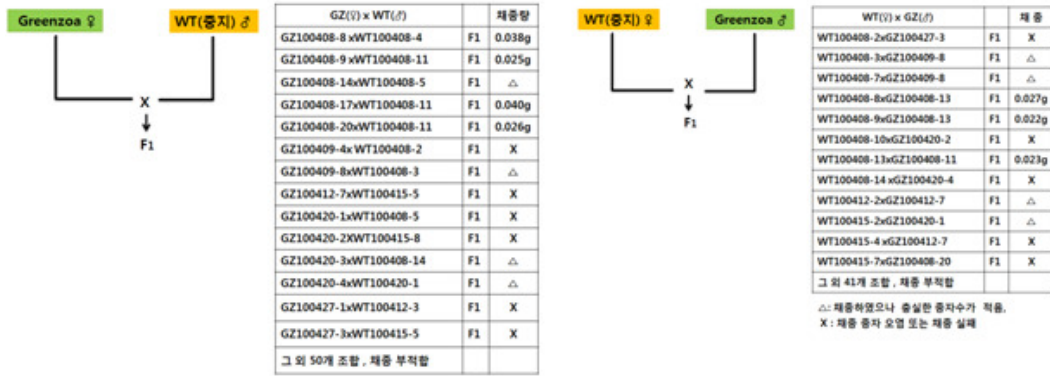 Greenzoa ♀
WT(중지) ♂
X
F1
GZ(♀) x WT(♂) 채종량
GZ100408-8 xWT100408-4 F1 0.038g
GZ100408-9 xWT100408-11 F1 0.025g
GZ100408-14xWT100408-5 F1 △
GZ100408-17xWT100408-11 F1 0.040g
GZ100408-20xWT100408-11 F1 0.026g
GZ100409-4x WT100408-2 F1 X
GZ100409-8xWT100408-3 F1 △
GZ100412-7xWT100415-5 F1 X
GZ100420-1xWT100408-5 F1 X
GZ100420-2XWT100415-8 F1 X
GZ100420-3xWT100408-14 F1 △
GZ100420-4xWT100420-1 F1 △
GZ100427-1xWT100412-3 F1 X
GZ100427-3xWT100415-5 F1 X
그 외 50개 조합 , 채종 부적합
WT(중지) ♀
Greenzoa ♂
X
F1
WT(♀) x GZ(♂) 채 종
WT100408-2xGZ100427-3 F1 X
WT100408-3xGZ100409-8 F1 △
WT100408-7xGZ100409-8 F1 △
WT100408-8xGZ100408-13 F1 0.027g
WT100408-9xGZ100408-13 F1 0.022g
WT100408-10xGZ100420-2 F1 X
WT100408-13xGZ100408-11 F1 0.023g
WT100408-14 xGZ100420-4 F1 X
WT100412-2xGZ100412-7 F1 △
WT100415-2xGZ100420-1 F1 △
WT100415-4 xGZ100412-7 F1 X
WT100415-7xGZ100408-20 F1 X
그 외 41개 조합 , 채종 부적합
△: 채종하였으나 충실한 종자수가 적음,
X : 채종 종자 오염 또는 채종 실패